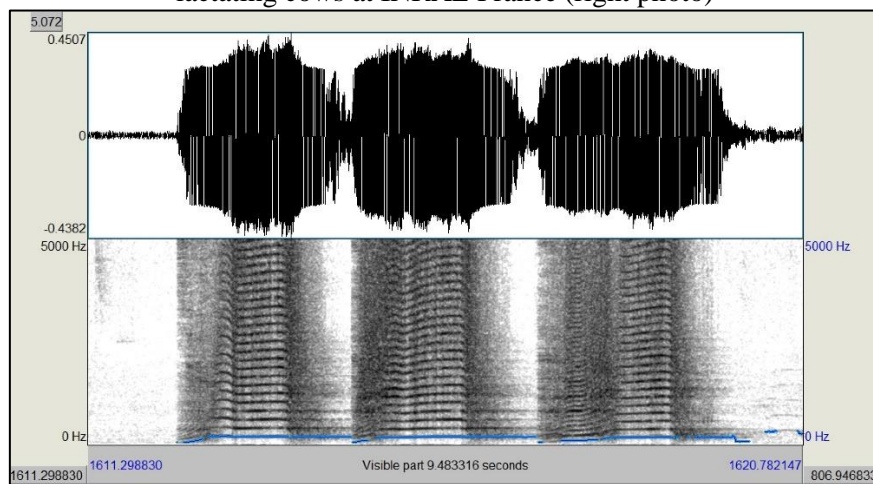 lactating cows at INRAE France (right photo)
5.072
0.4507
0
-0.4382
5000 Hz
5000 Hz
0 Hz
0 Hz
1611.298830
Visible part 9.483316 seconds
1620.782147
1611.298830
806.946833